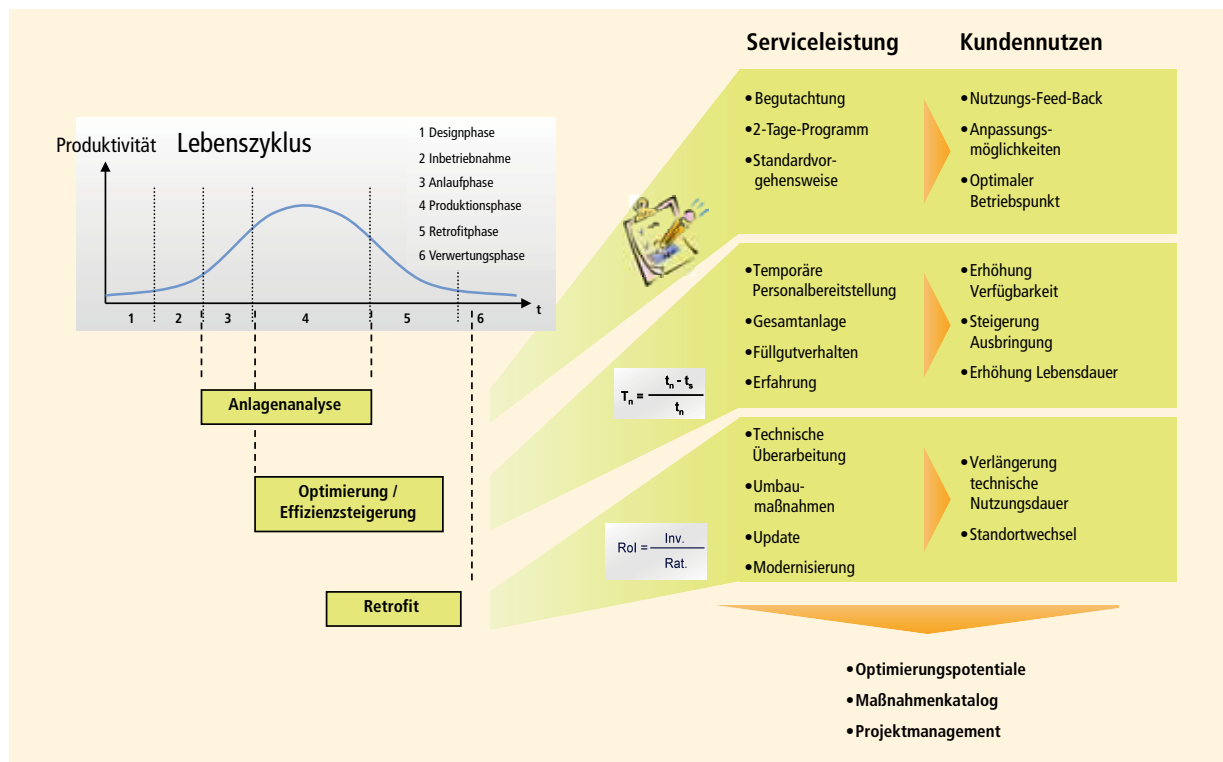 Serviceleistung
Kundennutzen
Produktivität
Lebenszyklus
1 Designphase
2 Inbetriebnahme
3 Anlaufphase
4 Produktionsphase
5 Retrofitphase
6 Verwertungsphase
t
1 2 3 4 5 6
Anlagenanalyse
Optimierung /
Effizienzsteigerung
Retrofit
•Begutachtung
•2-Tage-Programm
•Standardvor-
gehensweise
•Nutzungs-Feed-Back
•Anpassungs-
möglichkeiten
•Optimaler
Betriebspunkt
Tn = tn - ts
tn
•Temporäre
Personalbereitstellung
•Gesamtanlage
•Füllgutverhalten
•Erfahrung
•Erhöhung
Verfügbarkeit
•Steigerung
Ausbringung
•Erhöhung Lebensdauer
RoI = Inv.
Rat.
•Technische
Überarbeitung
•Umbau-
maßnahmen
•Update
•Modernisierung
•Verlängerung
technische
Nutzungsdauer
•Standortwechsel
•Optimierungspotentiale
•Maßnahmenkatalog
•Projektmanagement